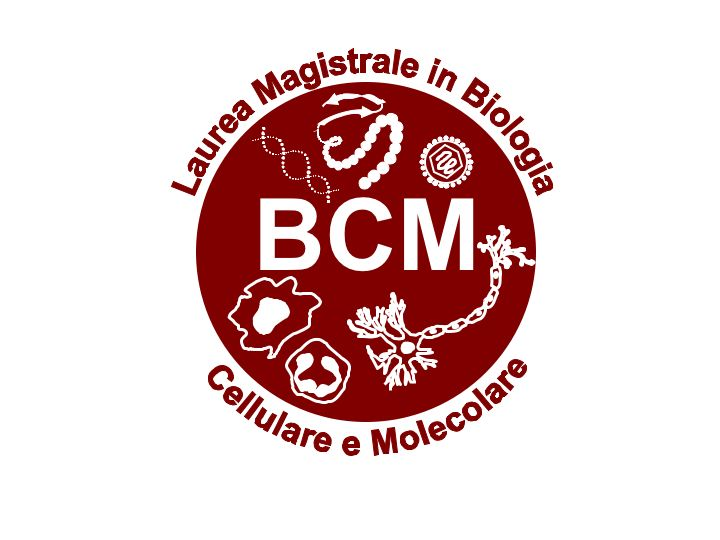 Laurea Magistrale in Biologia
BCM
Cellulare e Molecolare